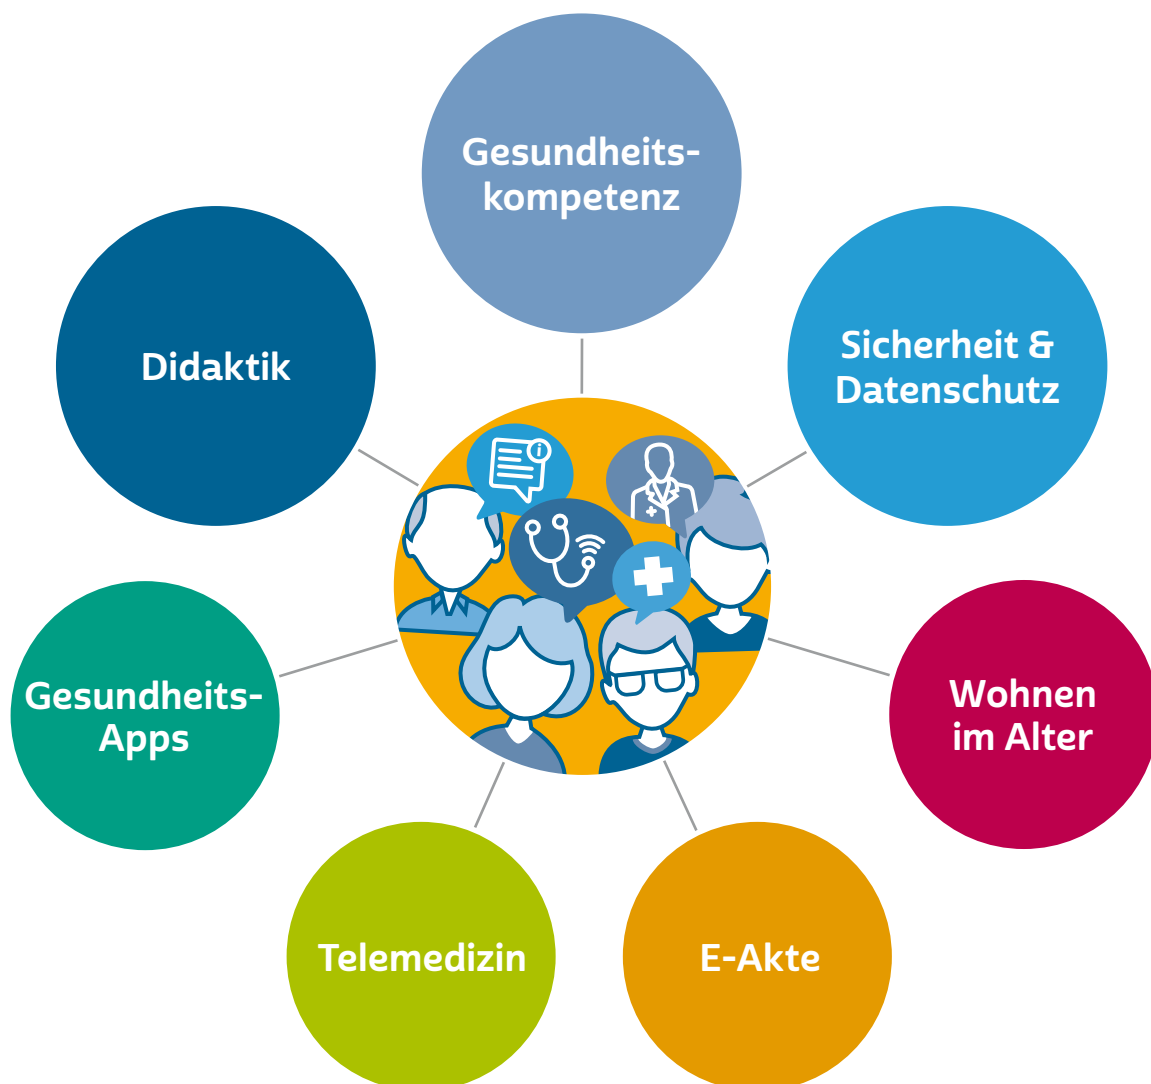 Gesundheits-
kompetenz
Didaktik
Sicherheit &
Datenschutz
i
Gesundheits-
Apps
Wohnen
im Alter
Telemedizin
E-Akte